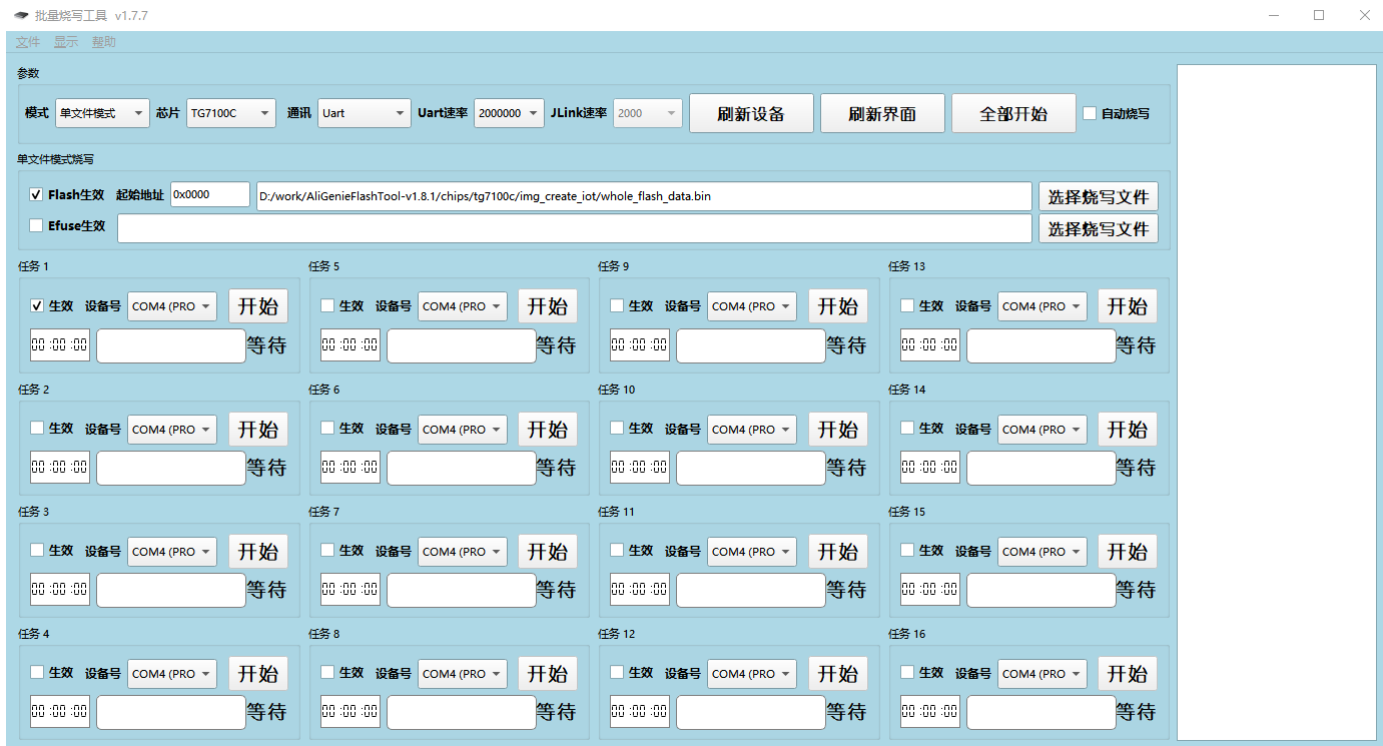 批量烧写工具 v1.7.7
文件 显示 帮助
参数
模式 单文件模式 芯片 TG7100C 通讯 Uart Uart速率 2000000 JLink速率 2000 刷新设备 刷新界面 全部开始 自动烧写
单文件模式烧写
Flash生效 起始地址 0x0000 D:/work/AliGenieFlashTool-v1.8.1/chips/tg7100c/img_create_iot/whole_flash_data.bin 选择烧写文件
Efuse生效 选择烧写文件
任务 1 任务 5 任务 9 任务 13
生效 设备号 COM4 (PRO 开始 生效 设备号 COM4 (PRO 开始 生效 设备号 COM4 (PRO 开始 生效 设备号 COM4 (PRO 开始
00:00:00 等待 00:00:00 等待 00:00:00 等待 00:00:00 等待
任务 2 任务 6 任务 10 任务 14
生效 设备号 COM4 (PRO 开始 生效 设备号 COM4 (PRO 开始 生效 设备号 COM4 (PRO 开始 生效 设备号 COM4 (PRO 开始
00:00:00 等待 00:00:00 等待 00:00:00 等待 00:00:00 等待
任务 3 任务 7 任务 11 任务 15
生效 设备号 COM4 (PRO 开始 生效 设备号 COM4 (PRO 开始 生效 设备号 COM4 (PRO 开始 生效 设备号 COM4 (PRO 开始
00:00:00 等待 00:00:00 等待 00:00:00 等待 00:00:00 等待
任务 4 任务 8 任务 12 任务 16
生效 设备号 COM4 (PRO 开始 生效 设备号 COM4 (PRO 开始 生效 设备号 COM4 (PRO 开始 生效 设备号 COM4 (PRO 开始
00:00:00 等待 00:00:00 等待 00:00:00 等待 00:00:00 等待